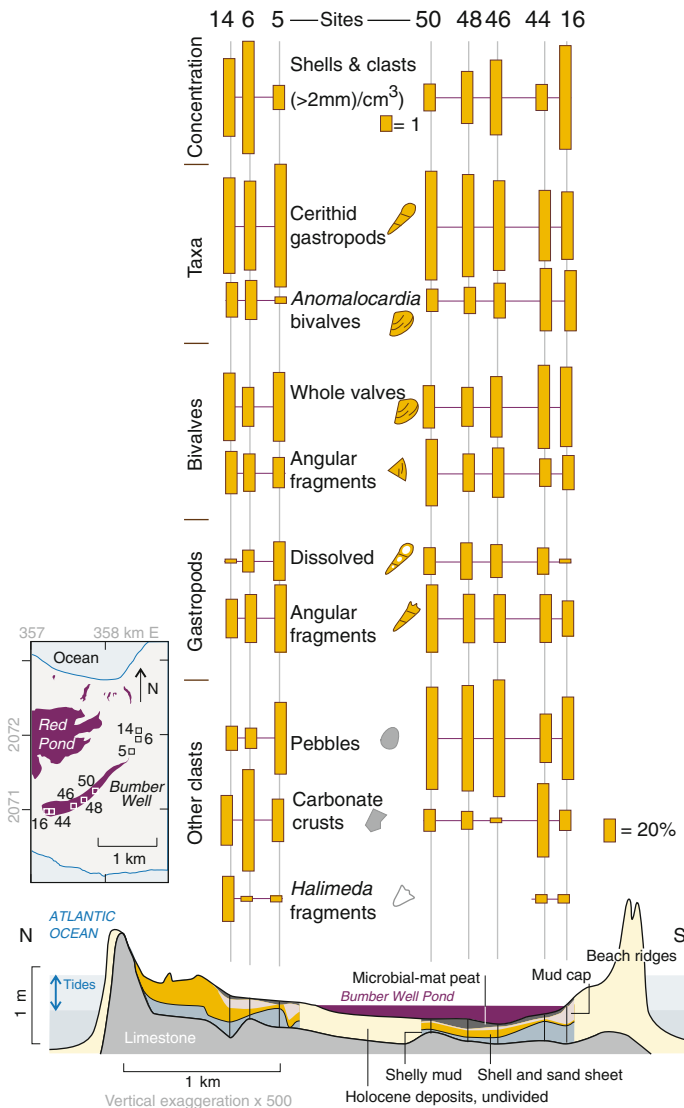 14 6 5 Sites 50 48 46 44 16
Concentration
Shells & clasts
(>2mm)/cm3
= 1
Taxa
Cerithid
gastropods
Anomalocardia
bivalves
Bivalves
Whole valves
Angular
fragments
Gastropods
Dissolved
Angular
fragments
Other clasts
Pebbles
Carbonate
crusts
= 20%
Halimeda
fragments
357 358 km E
Ocean
N
Red
Pond
2072
14
6
5
50
Bumber
Well
46
2071
48
16 44
1 km
N
ATLANTIC
OCEAN
S
Beach ridges
Microbial-mat peat
Mud cap
Bumber Well Pond
1 m
Tides
Limestone
1 km
Shelly mud
Shell and sand sheet
Holocene deposits, undivided
Vertical exaggeration x 500